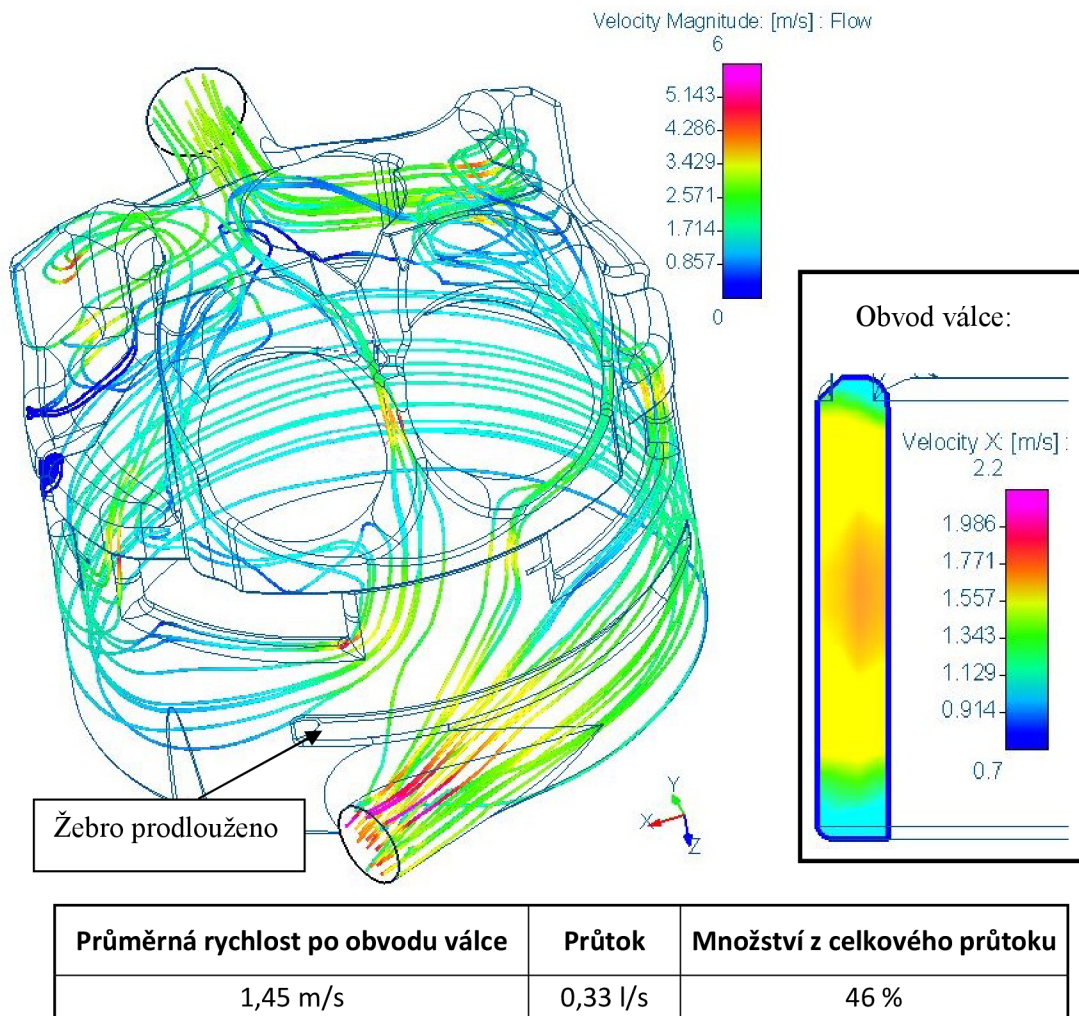 Velocity Magnitude: [m/s] : Flow
6
5.143
4.286
3.429
2.571
1.714
0.857
0
Obvod válce:
Velocity X: [m/s] :
2.2
1.986
1.771
1.557
1.343
1.129
0.914
0.7
Žebro prodlouženo
X
Y
Z
Průměrná rychlost po obvodu válce Průtok Množství z celkového průtoku
1,45 m/s 0,33 l/s 46 %